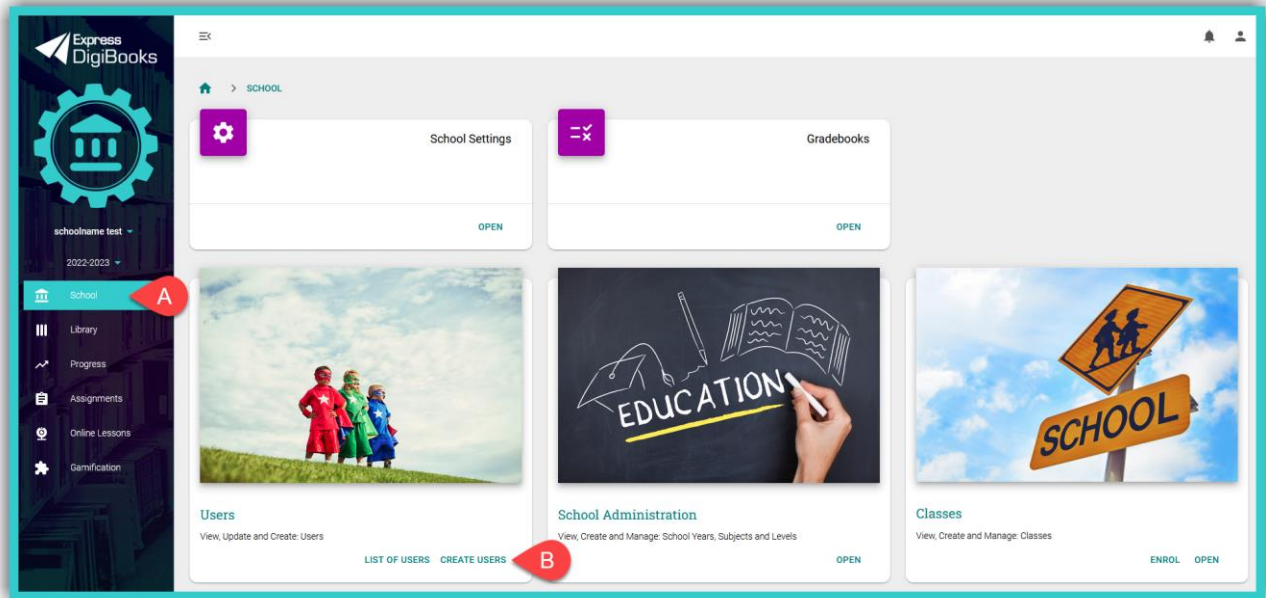 Express
DigiBooks
SCHOOL
School Settings
Gradebooks
OPEN
OPEN
schoolname test
2022-2023
School
A
Library
Progress
Assignments
Online Lessons
Gamification
EDUCATION
SCHOOL
Users
View, Update and Create: Users
LIST OF USERS CREATE USERS
B
School Administration
View, Create and Manage: School Years, Subjects and Levels
OPEN
Classes
View, Create and Manage: Classes
ENROL OPEN